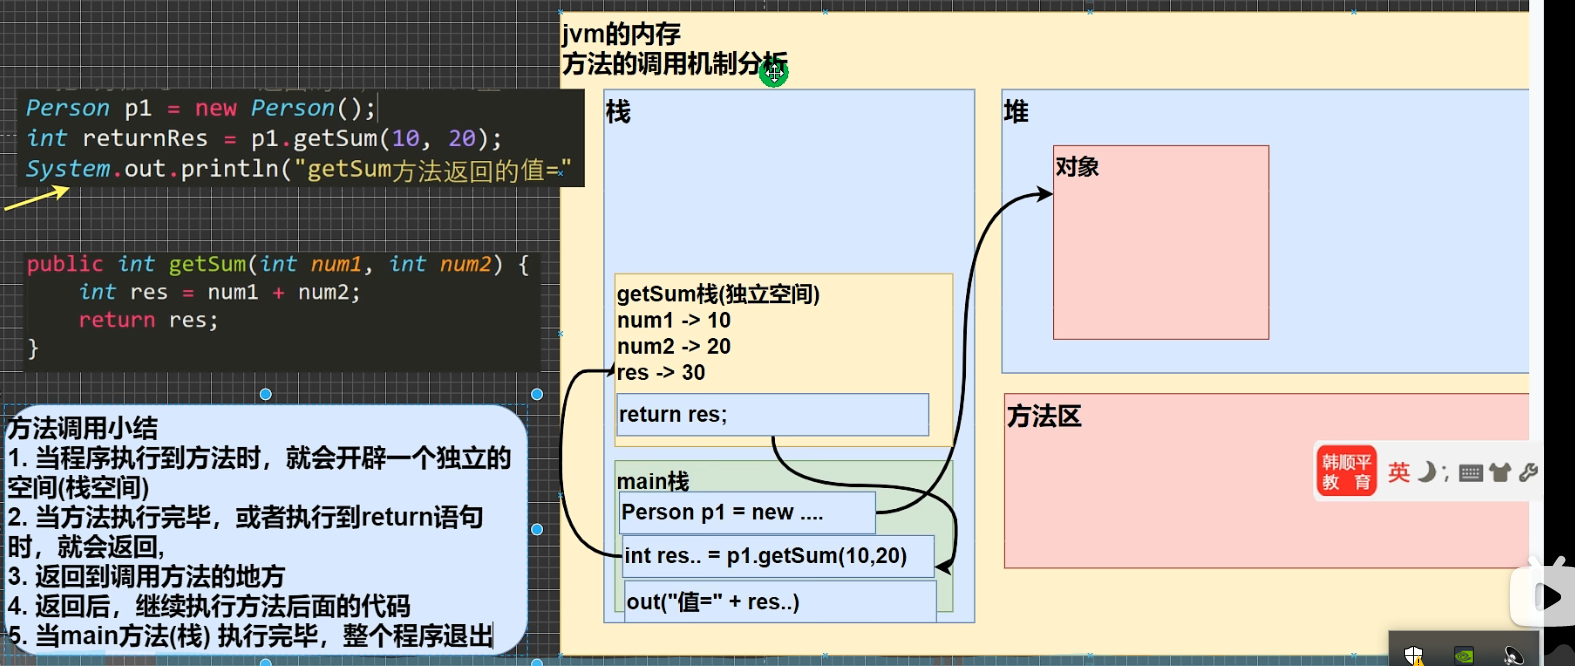 jvm的内存
方法的调用机制分析
Person p1 = new Person();
int returnRes = p1.getSum(10, 20);
System.out.println("getSum方法返回的值="
public int getSum(int num1, int num2) {
int res = num1 + num2;
return res;
}
方法调用小结
1. 当程序执行到方法时，就会开辟一个独立的
空间(栈空间)
2. 当方法执行完毕，或者执行到return语句
时，就会返回,
3. 返回到调用方法的地方
4. 返回后，继续执行方法后面的代码
5. 当main方法(栈) 执行完毕，整个程序退出
栈
getSum栈(独立空间)
num1 -> 10
num2 -> 20
res -> 30
return res;
main栈
Person p1 = new ....
int res.. = p1.getSum(10,20)
out("值=" + res..)
堆
对象
方法区
韩顺平
教 育
英